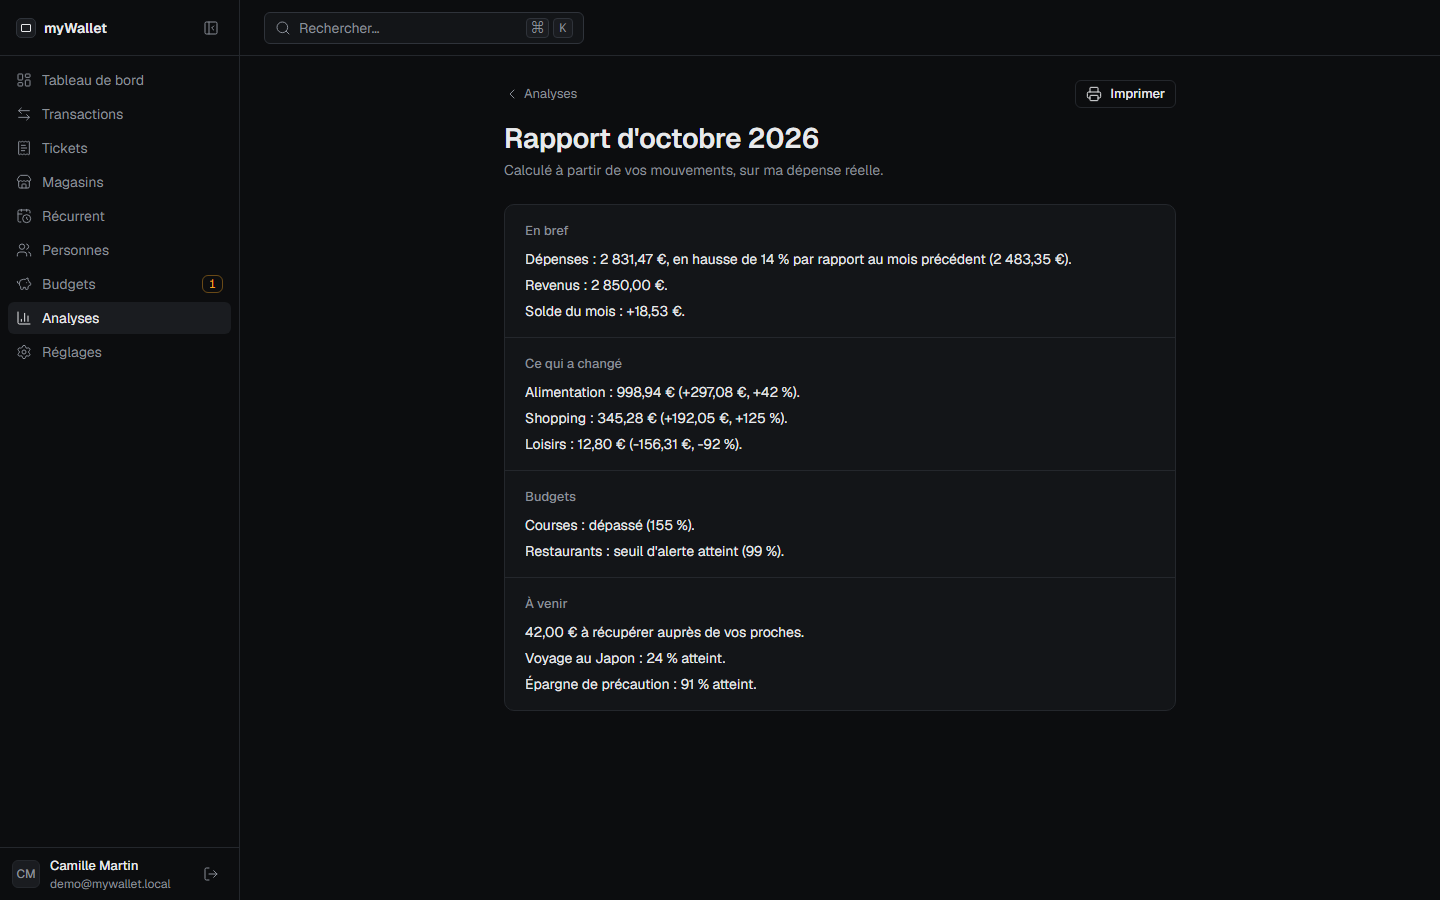 myWallet
Rechercher...
⌘ K
Tableau de bord
Transactions
Tickets
Magasins
Récurrent
Personnes
Budgets 1
Analyses
Réglages
Analyses
Imprimer
Rapport d'octobre 2026
Calculé à partir de vos mouvements, sur ma dépense réelle.
En bref
Dépenses : 2 831,47 €, en hausse de 14 % par rapport au mois précédent (2 483,35 €).
Revenus : 2 850,00 €.
Solde du mois : +18,53 €.
Ce qui a changé
Alimentation : 998,94 € (+297,08 €, +42 %).
Shopping : 345,28 € (+192,05 €, +125 %).
Loisirs : 12,80 € (-156,31 €, -92 %).
Budgets
Courses : dépassé (155 %).
Restaurants : seuil d'alerte atteint (99 %).
À venir
42,00 € à récupérer auprès de vos proches.
Voyage au Japon : 24 % atteint.
Épargne de précaution : 91 % atteint.
CM
Camille Martin
demo@mywallet.local